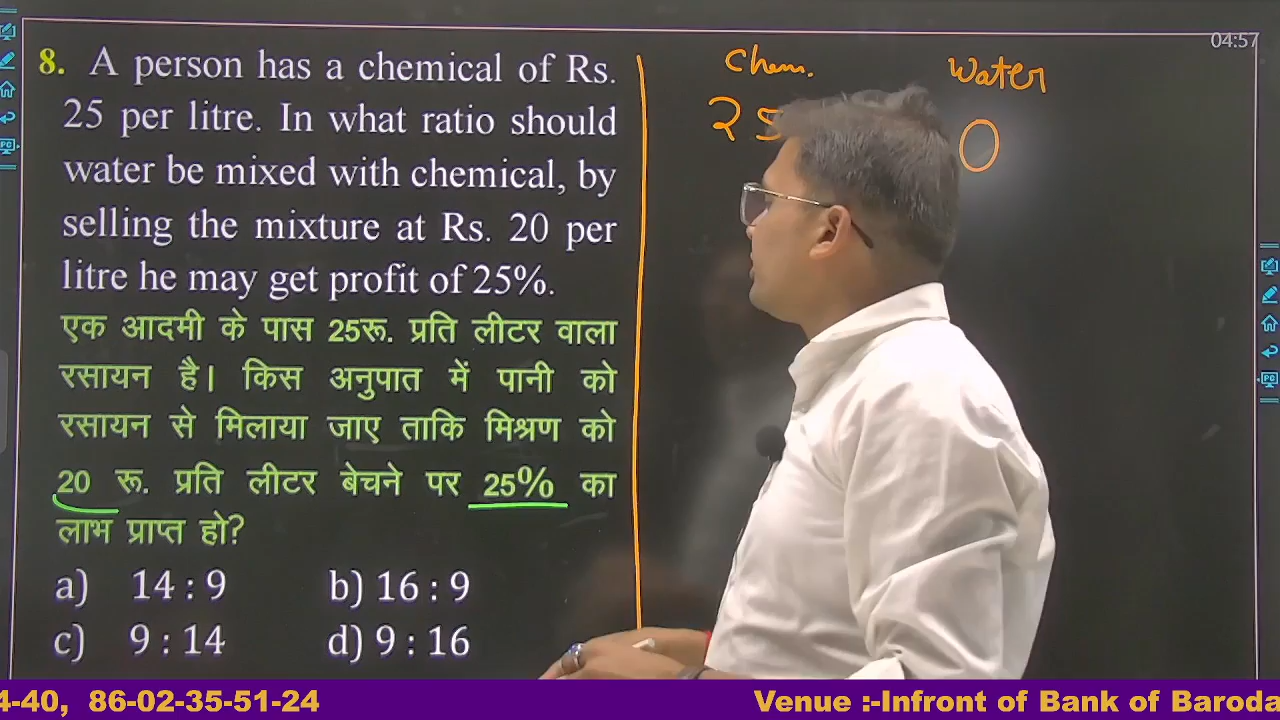 04:57
8. A person has a chemical of Rs.
25 per litre. In what ratio should
water be mixed with chemical, by
selling the mixture at Rs. 20 per
litre he may get profit of 25%.
एक आदमी के पास 25रू. प्रति लीटर वाला
रसायन है। किस अनुपात में पानी को
रसायन से मिलाया जाए ताकि मिश्रण को
20 रू. प्रति लीटर बेचने पर 25% का
लाभ प्राप्त हो?
a) 14 : 9 b) 16 : 9
c) 9 : 14 d) 9 : 16
Chem. Water
25 0
4-40, 86-02-35-51-24 Venue :-Infront of Bank of Baroda